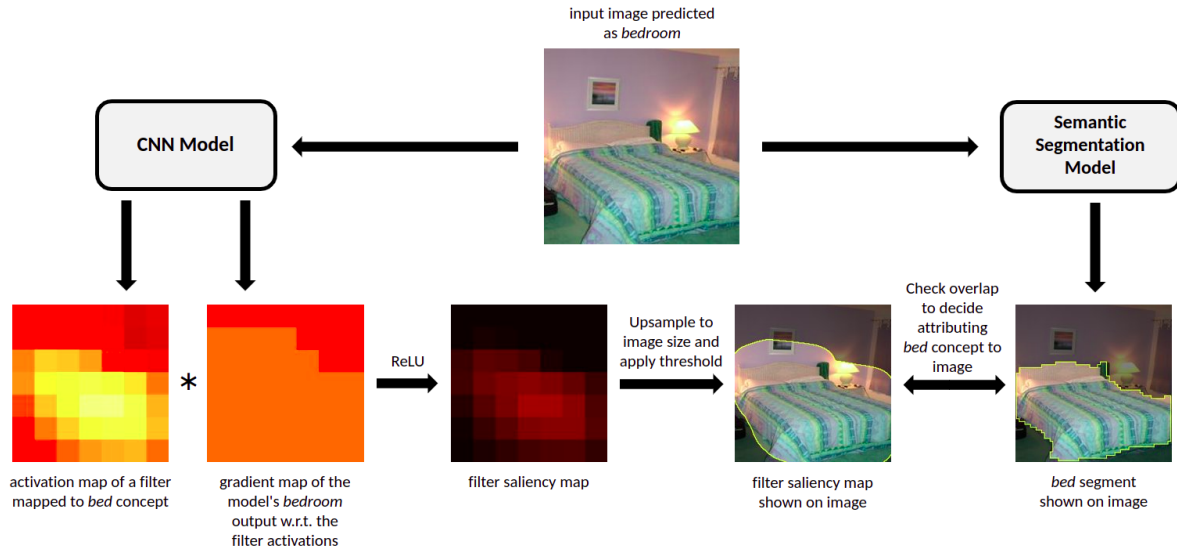 input image predicted
as bedroom
CNN Model
Semantic
Segmentation
Model
*
ReLU
Upsample to
image size and
apply threshold
Check overlap
to decide
attributing
bed concept to
image
activation map of a filter
mapped to bed concept
gradient map of the
model's bedroom
output w.r.t. the
filter activations
filter saliency map
filter saliency map
shown on image
bed segment
shown on image